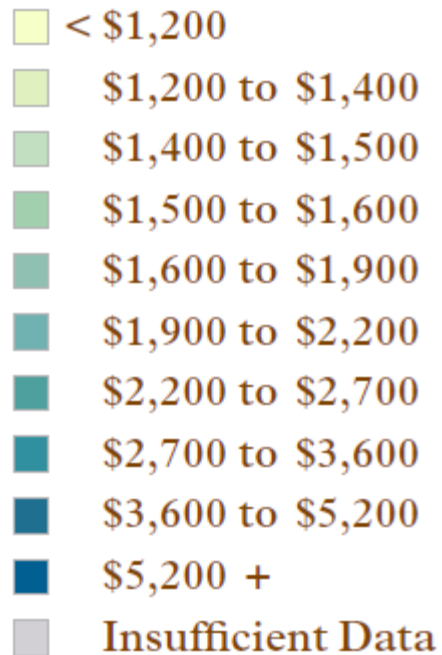 < $1,200
$1,200 to $1,400
$1,400 to $1,500
$1,500 to $1,600
$1,600 to $1,900
$1,900 to $2,200
$2,200 to $2,700
$2,700 to $3,600
$3,600 to $5,200
$5,200 +
Insufficient Data